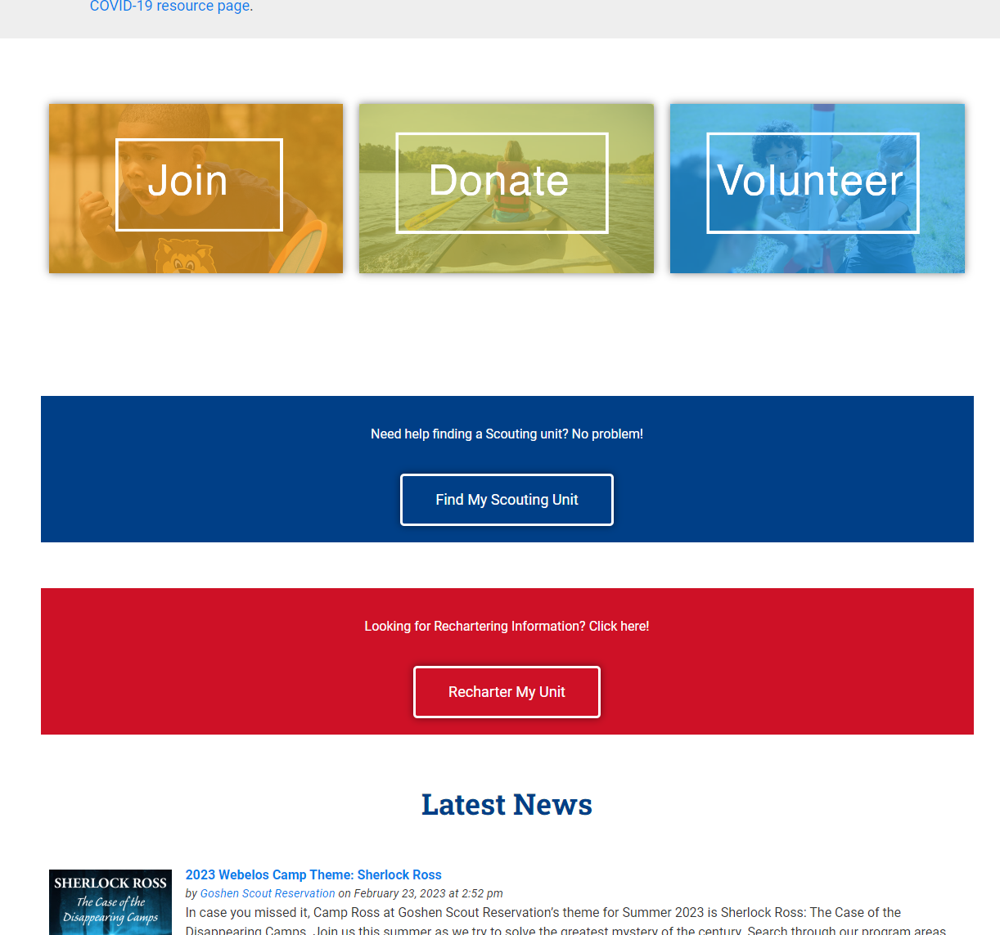 COVID-19 resource page.
Join
Donate
Volunteer
Need help finding a Scouting unit? No problem!
Find My Scouting Unit
Looking for Rechartering Information? Click here!
Recharter My Unit
Latest News
SHERLOCK ROSS
The Case of the
Disappearing Camps
2023 Webelos Camp Theme: Sherlock Ross
by Goshen Scout Reservation on February 23, 2023 at 2:52 pm
In case you missed it, Camp Ross at Goshen Scout Reservation’s theme for Summer 2023 is Sherlock Ross: The Case of the
Disappearing Camps. Join us this summer as we try to solve the greatest mystery of the century. Search through our program areas